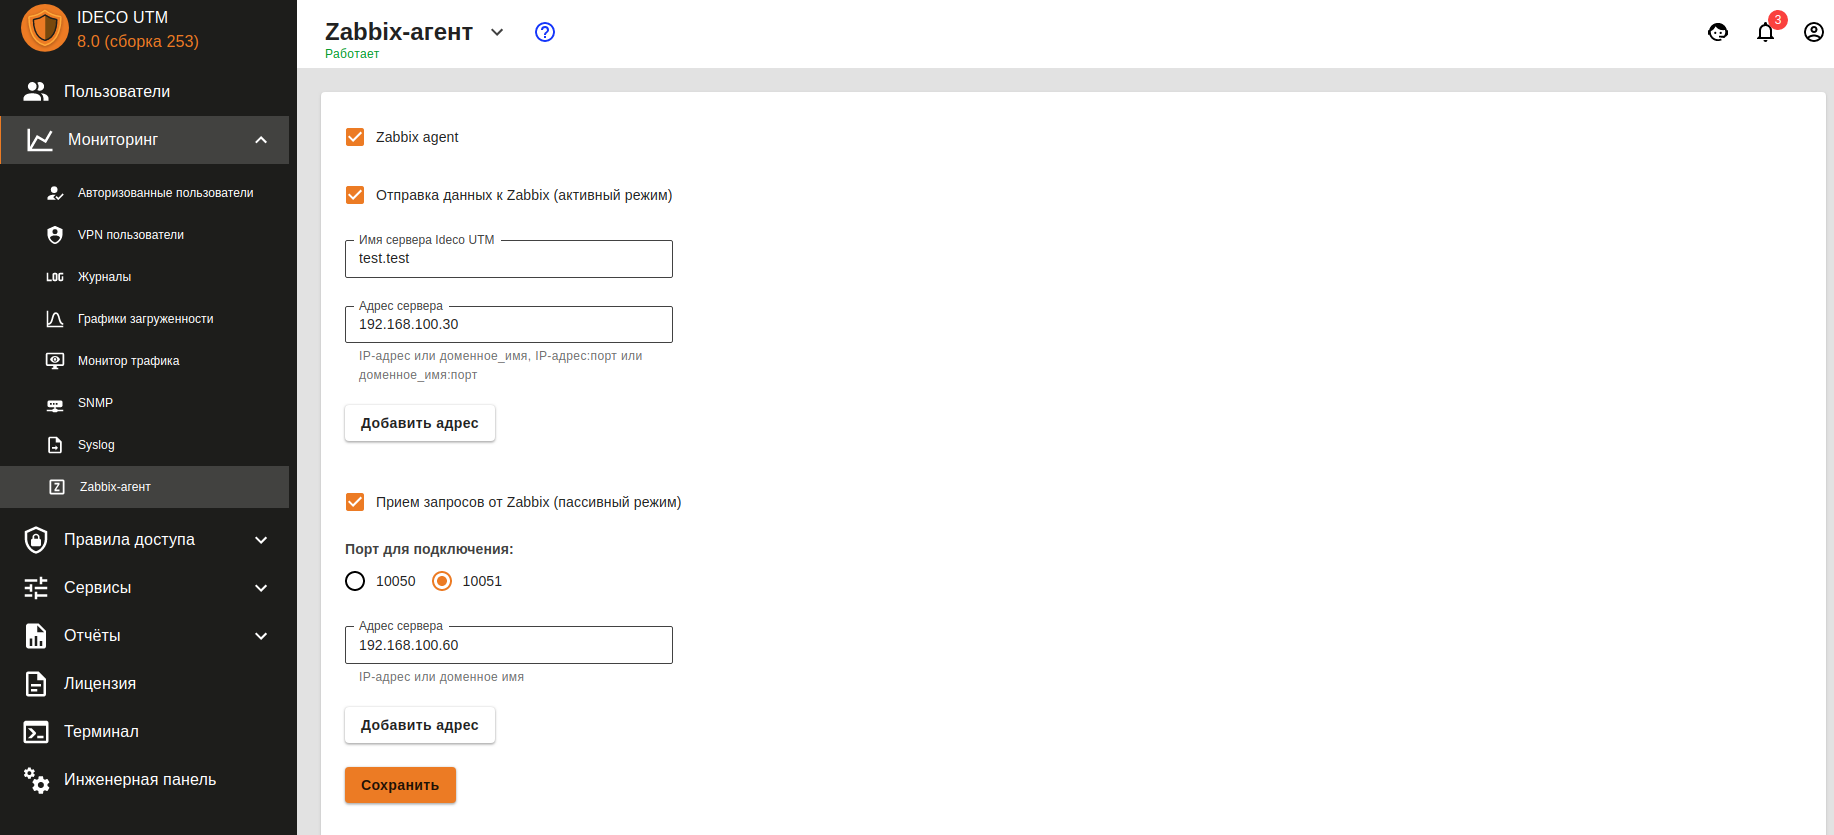 IDECO UTM
8.0 (сборка 253)
Пользователи
Мониторинг
Авторизованные пользователи
VPN пользователи
LOG
Журналы
Графики загруженности
Монитор трафика
SNMP
Syslog
Z
Zabbix-агент
Правила доступа
Сервисы
Отчёты
Лицензия
Терминал
Инженерная панель
Zabbix-агент
Работает
3
Zabbix agent
Отправка данных к Zabbix (активный режим)
Имя сервера Ideco UTM
test.test
Адрес сервера
192.168.100.30
IP-адрес или доменное_имя, IP-адрес:порт или
доменное_имя:порт
Добавить адрес
Прием запросов от Zabbix (пассивный режим)
Порт для подключения:
10050 10051
Адрес сервера
192.168.100.60
IP-адрес или доменное имя
Добавить адрес
Сохранить